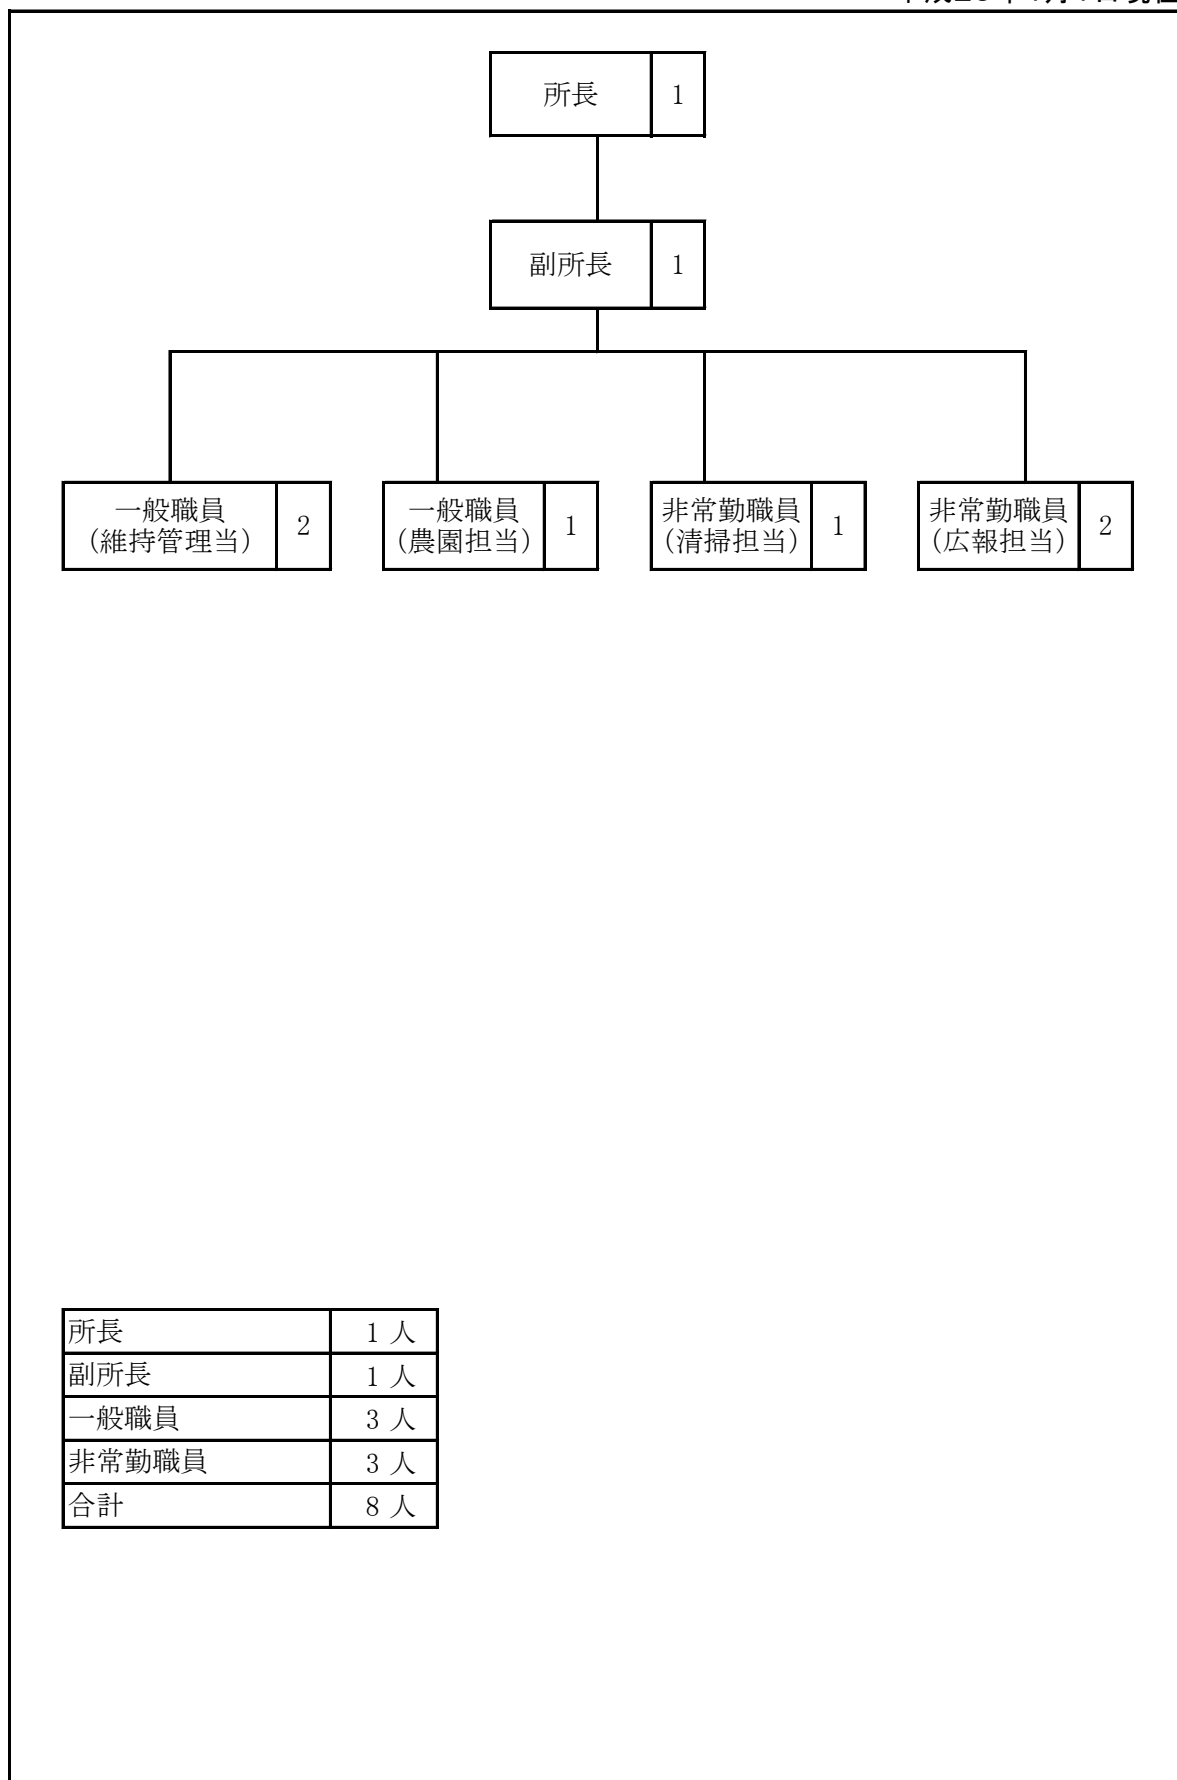 所長 1
副所長 1
一般職員
(維持管理当) 2
一般職員
(農園担当) 1
非常勤職員
(清掃担当) 1
非常勤職員
(広報担当) 2
所長 1 人
副所長 1 人
一般職員 3 人
非常勤職員 3 人
合計 8 人